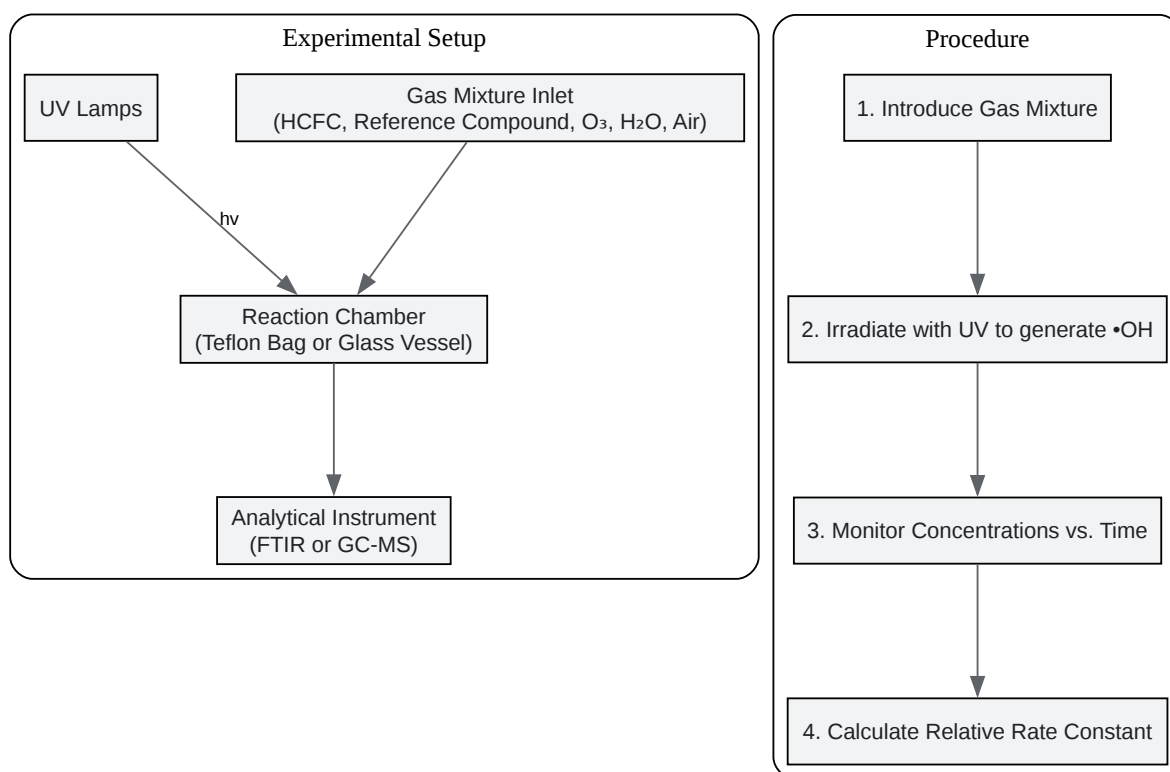 Experimental Setup
UV Lamps
Gas Mixture Inlet
(HCFC, Reference Compound, O₃, H₂O, Air)
hv
Reaction Chamber
(Teflon Bag or Glass Vessel)
Analytical Instrument
(FTIR or GC-MS)
Procedure
1. Introduce Gas Mixture
2. Irradiate with UV to generate •OH
3. Monitor Concentrations vs. Time
4. Calculate Relative Rate Constant